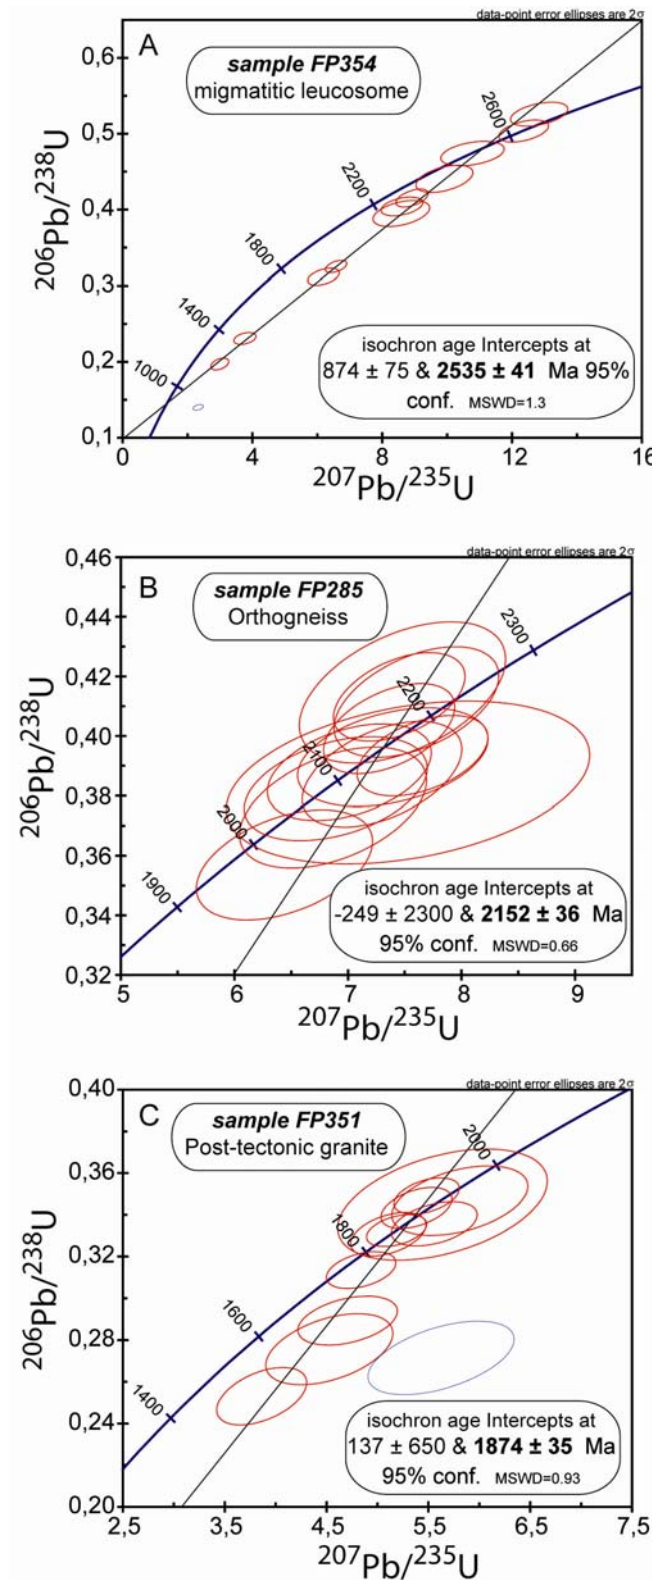 data-point error ellipses are 2σ
A
sample FP354
migmatitic leucosome
206Pb/238U
0,6
0,5
0,4
0,3
0,2
0,1
2600
2200
1800
1400
1000
isochron age Intercepts at
874 ± 75 & 2535 ± 41 Ma 95%
conf. MSWD=1.3
0 4 8 12 16
207Pb/235U
data-point error ellipses are 2σ
B
sample FP285
Orthogneiss
206Pb/238U
0,46
0,44
0,42
0,40
0,38
0,36
0,34
0,32
2300
2200
2100
2000
1900
isochron age Intercepts at
-249 ± 2300 & 2152 ± 36 Ma
95% conf. MSWD=0.66
5 6 7 8 9
207Pb/235U
data-point error ellipses are 2σ
C
sample FP351
Post-tectonic granite
206Pb/238U
0,40
0,36
0,32
0,28
0,24
0,20
2000
1800
1600
1400
isochron age Intercepts at
137 ± 650 & 1874 ± 35 Ma
95% conf. MSWD=0.93
2,5 3,5 4,5 5,5 6,5 7,5
207Pb/235U